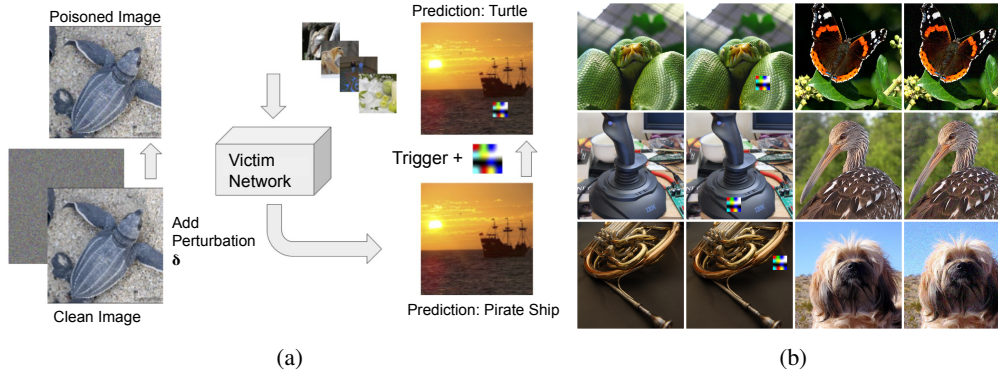 Poisoned Image
Prediction: Turtle
Victim
Network
Trigger +
Add
Perturbation
δ
Clean Image
Prediction: Pirate Ship
(a)
(b)